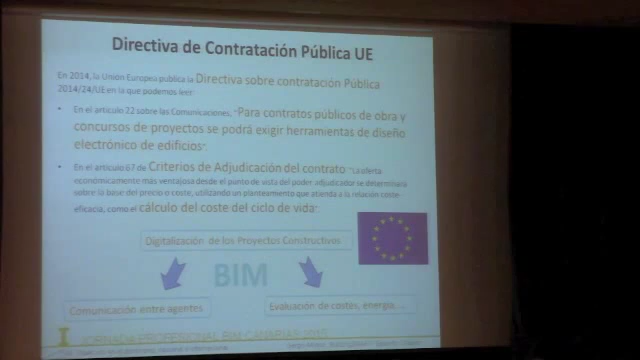 Directiva de Contratación Pública UE
En 2014, la Unión Europea publica la Directiva sobre contratación Pública
2014/24/UE en la que podemos leer:
• En el artículo 22 sobre las Comunicaciones, "Para contratos públicos de obra y
concursos de proyectos se podrá exigir herramientas de diseño
electrónico de edificios".
• En el artículo 67 de Criterios de Adjudicación del contrato "La oferta
económicamente más ventajosa desde el punto de vista del poder adjudicador se determinará
sobre la base del precio o coste, utilizando un planteamiento que atienda a la relación coste-
eficacia, como el cálculo del coste del ciclo de vida"
Digitalización de los Proyectos Constructivos
BIM
Comunicación entre agentes
Evaluación de costes, energía,...
JORNADA PROFESIONAL BIM CANARIAS 2015